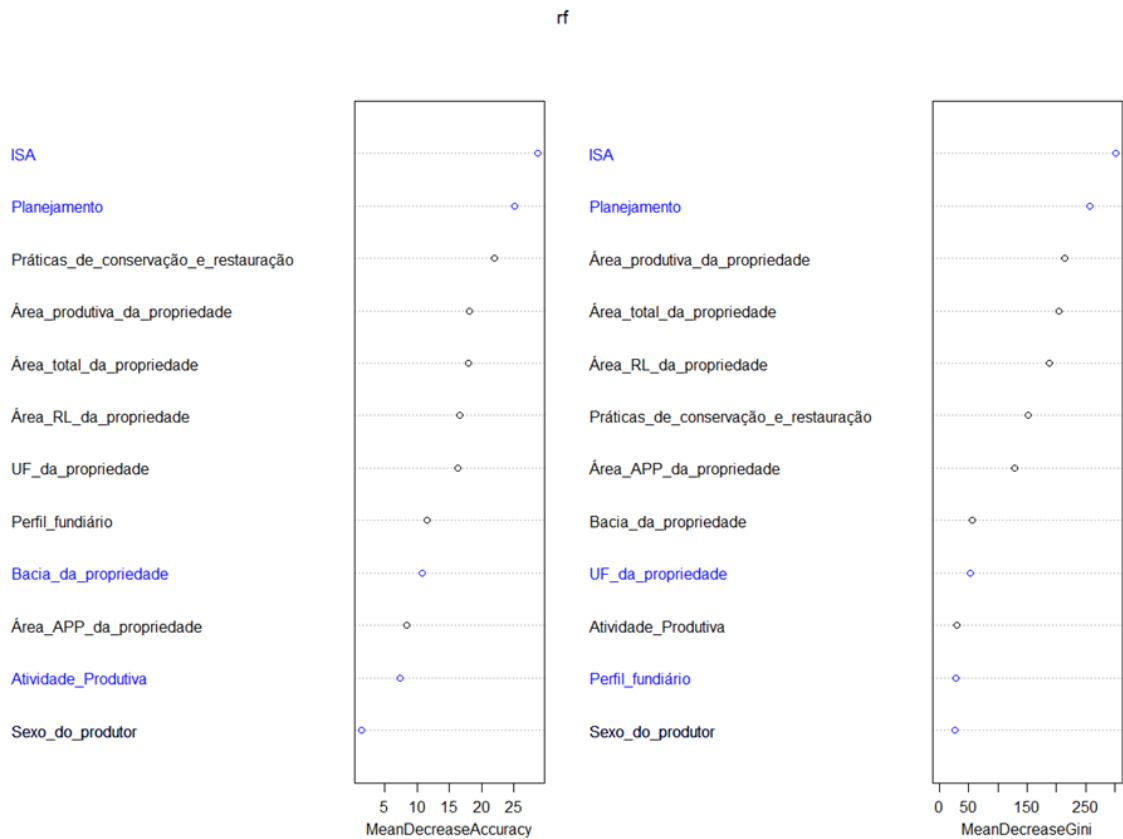 rf
ISA
Planejamento
Práticas_de_conservação_e_restauração
Área_produtiva_da_propriedade
Área_total_da_propriedade
Área_RL_da_propriedade
UF_da_propriedade
Perfil_fundiário
Bacia_da_propriedade
Área_APP_da_propriedade
Atividade_Produtiva
Sexo_do_produtor
5 10 15 20 25
MeanDecreaseAccuracy
ISA
Planejamento
Área_produtiva_da_propriedade
Área_total_da_propriedade
Área_RL_da_propriedade
Práticas_de_conservação_e_restauração
Área_APP_da_propriedade
Bacia_da_propriedade
UF_da_propriedade
Atividade_Produtiva
Perfil_fundiário
Sexo_do_produtor
0 50 150 250
MeanDecreaseGini